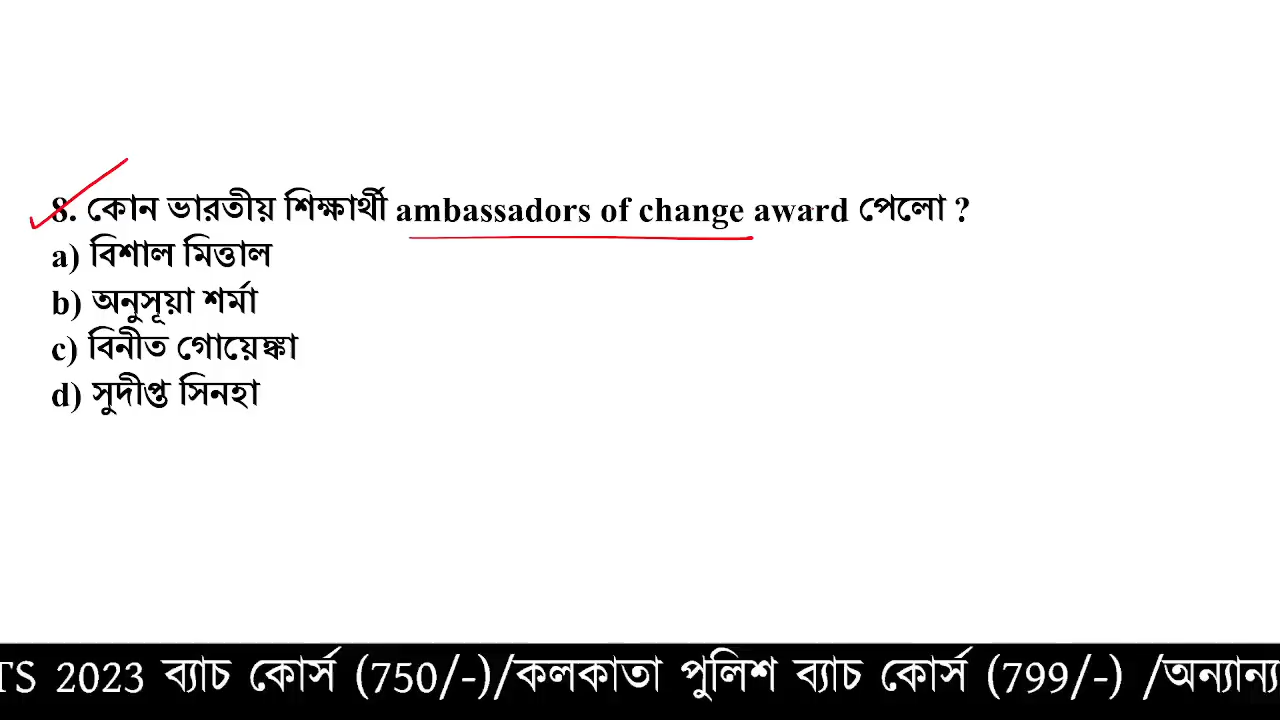 8. কোন ভারতীয় শিক্ষার্থী ambassadors of change award পেলো ?
a) বিশাল মিত্তাল
b) অনুসূয়া শর্মা
c) বিনীত গোয়েঙ্কা
d) সুদীপ্ত সিনহা
TS 2023 ব্যাচ কোর্স (750/-)/কলকাতা পুলিশ ব্যাচ কোর্স (799/-) /অন্যান্য